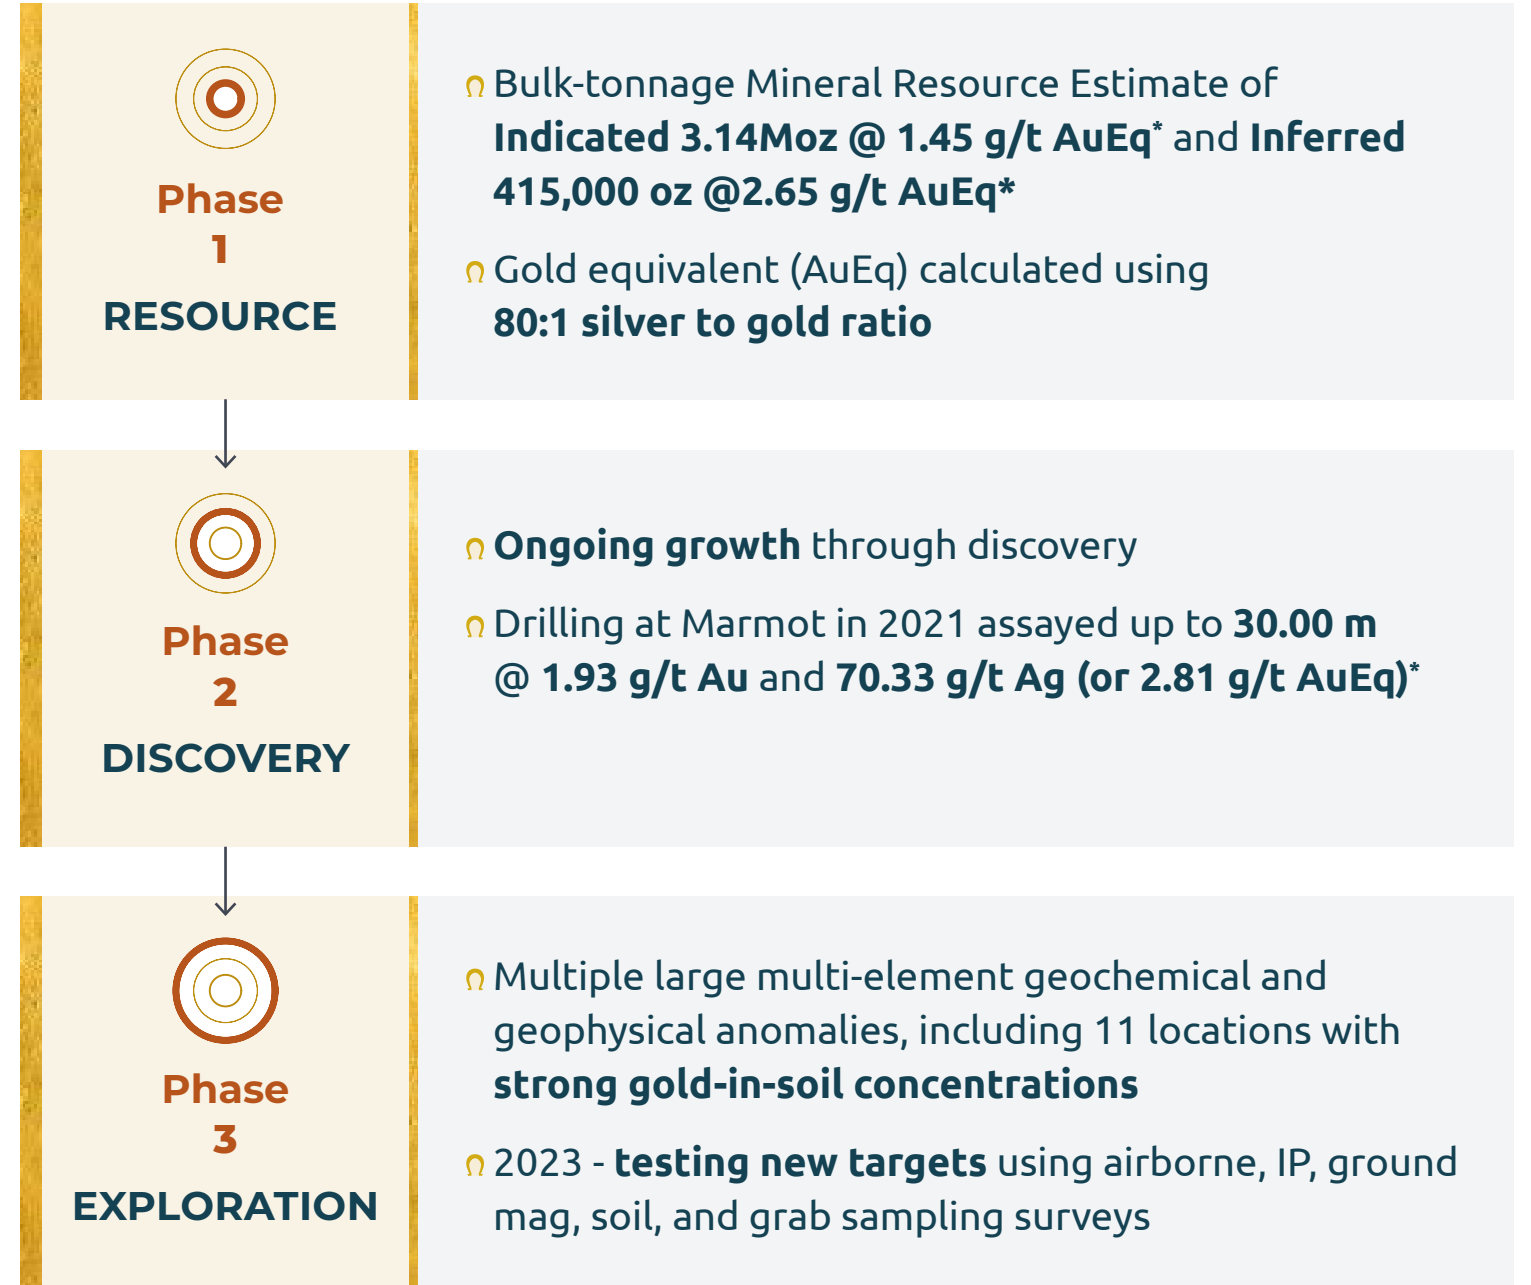 Phase
1
RESOURCE
Bulk-tonnage Mineral Resource Estimate of
Indicated 3.14Moz @ 1.45 g/t AuEq* and Inferred
415,000 oz @2.65 g/t AuEq*
Gold equivalent (AuEq) calculated using
80:1 silver to gold ratio
Phase
2
DISCOVERY
Ongoing growth through discovery
Drilling at Marmot in 2021 assayed up to 30.00 m
@ 1.93 g/t Au and 70.33 g/t Ag (or 2.81 g/t AuEq)*
Phase
3
EXPLORATION
Multiple large multi-element geochemical and
geophysical anomalies, including 11 locations with
strong gold-in-soil concentrations
2023 - testing new targets using airborne, IP, ground
mag, soil, and grab sampling surveys